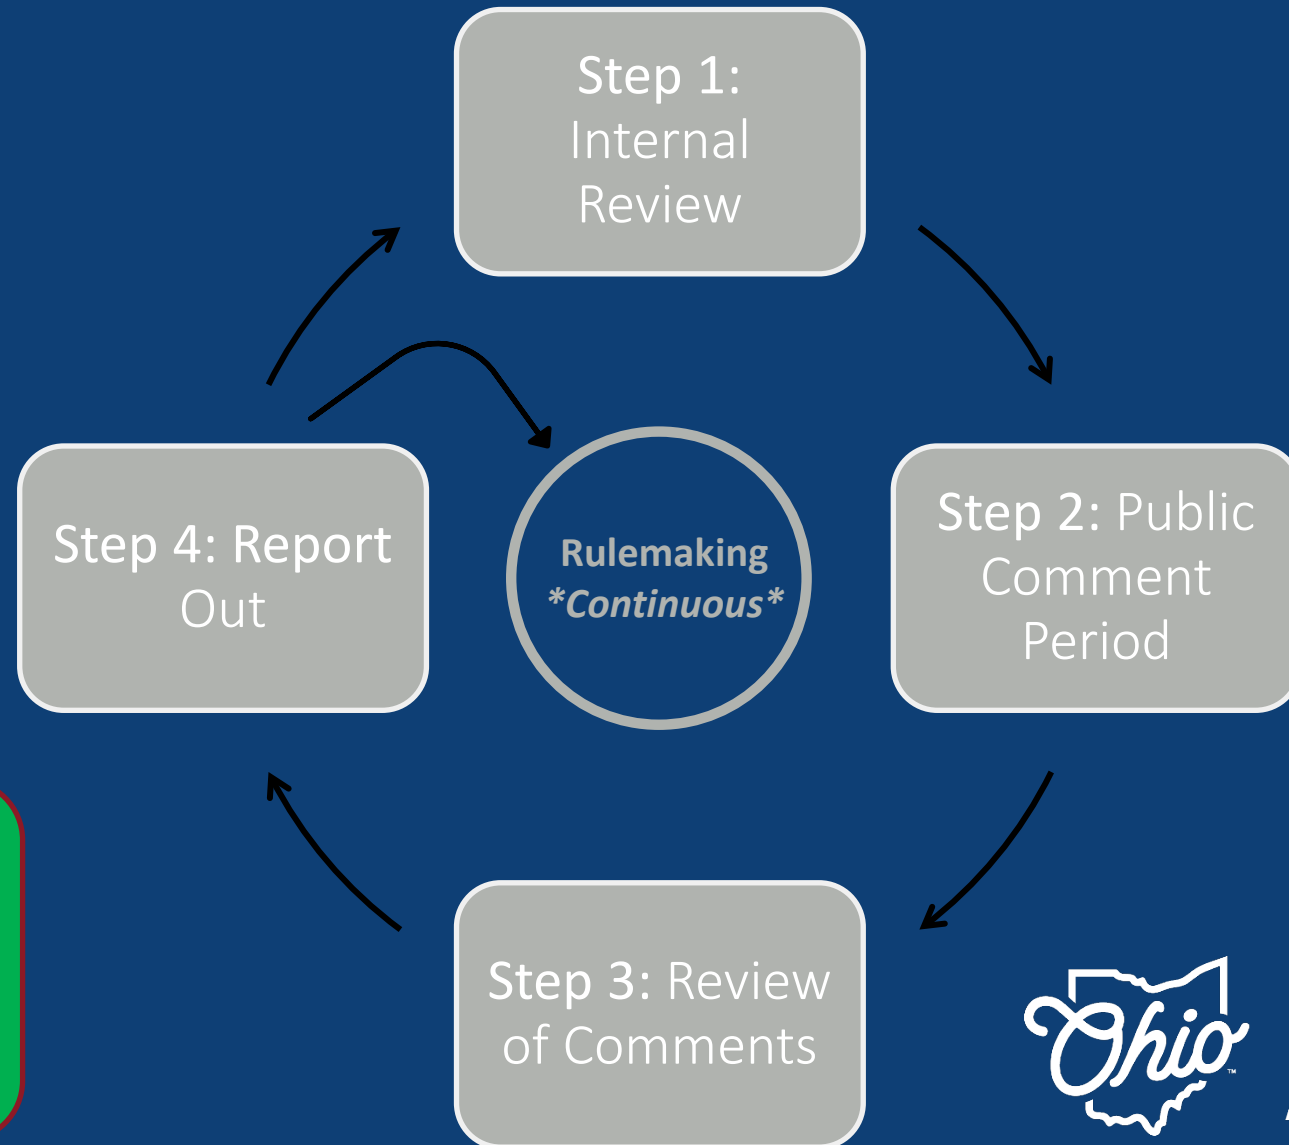 Step 1:
Internal
Review
Step 4: Report
Out
Rulemaking
*Continuous*
Step 2: Public
Comment
Period
Step 3: Review
of Comments
Ohio
TM